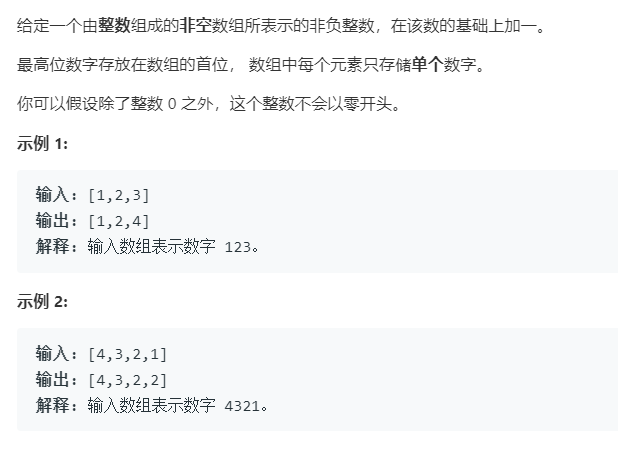 给定一个由整数组成的非空数组所表示的非负整数，在该数的基础上加一。
最高位数字存放在数组的首位， 数组中每个元素只存储单个数字。
你可以假设除了整数 0 之外，这个整数不会以零开头。
示例 1:
输入: [1,2,3]
输出: [1,2,4]
解释: 输入数组表示数字 123。
示例 2:
输入: [4,3,2,1]
输出: [4,3,2,2]
解释: 输入数组表示数字 4321。